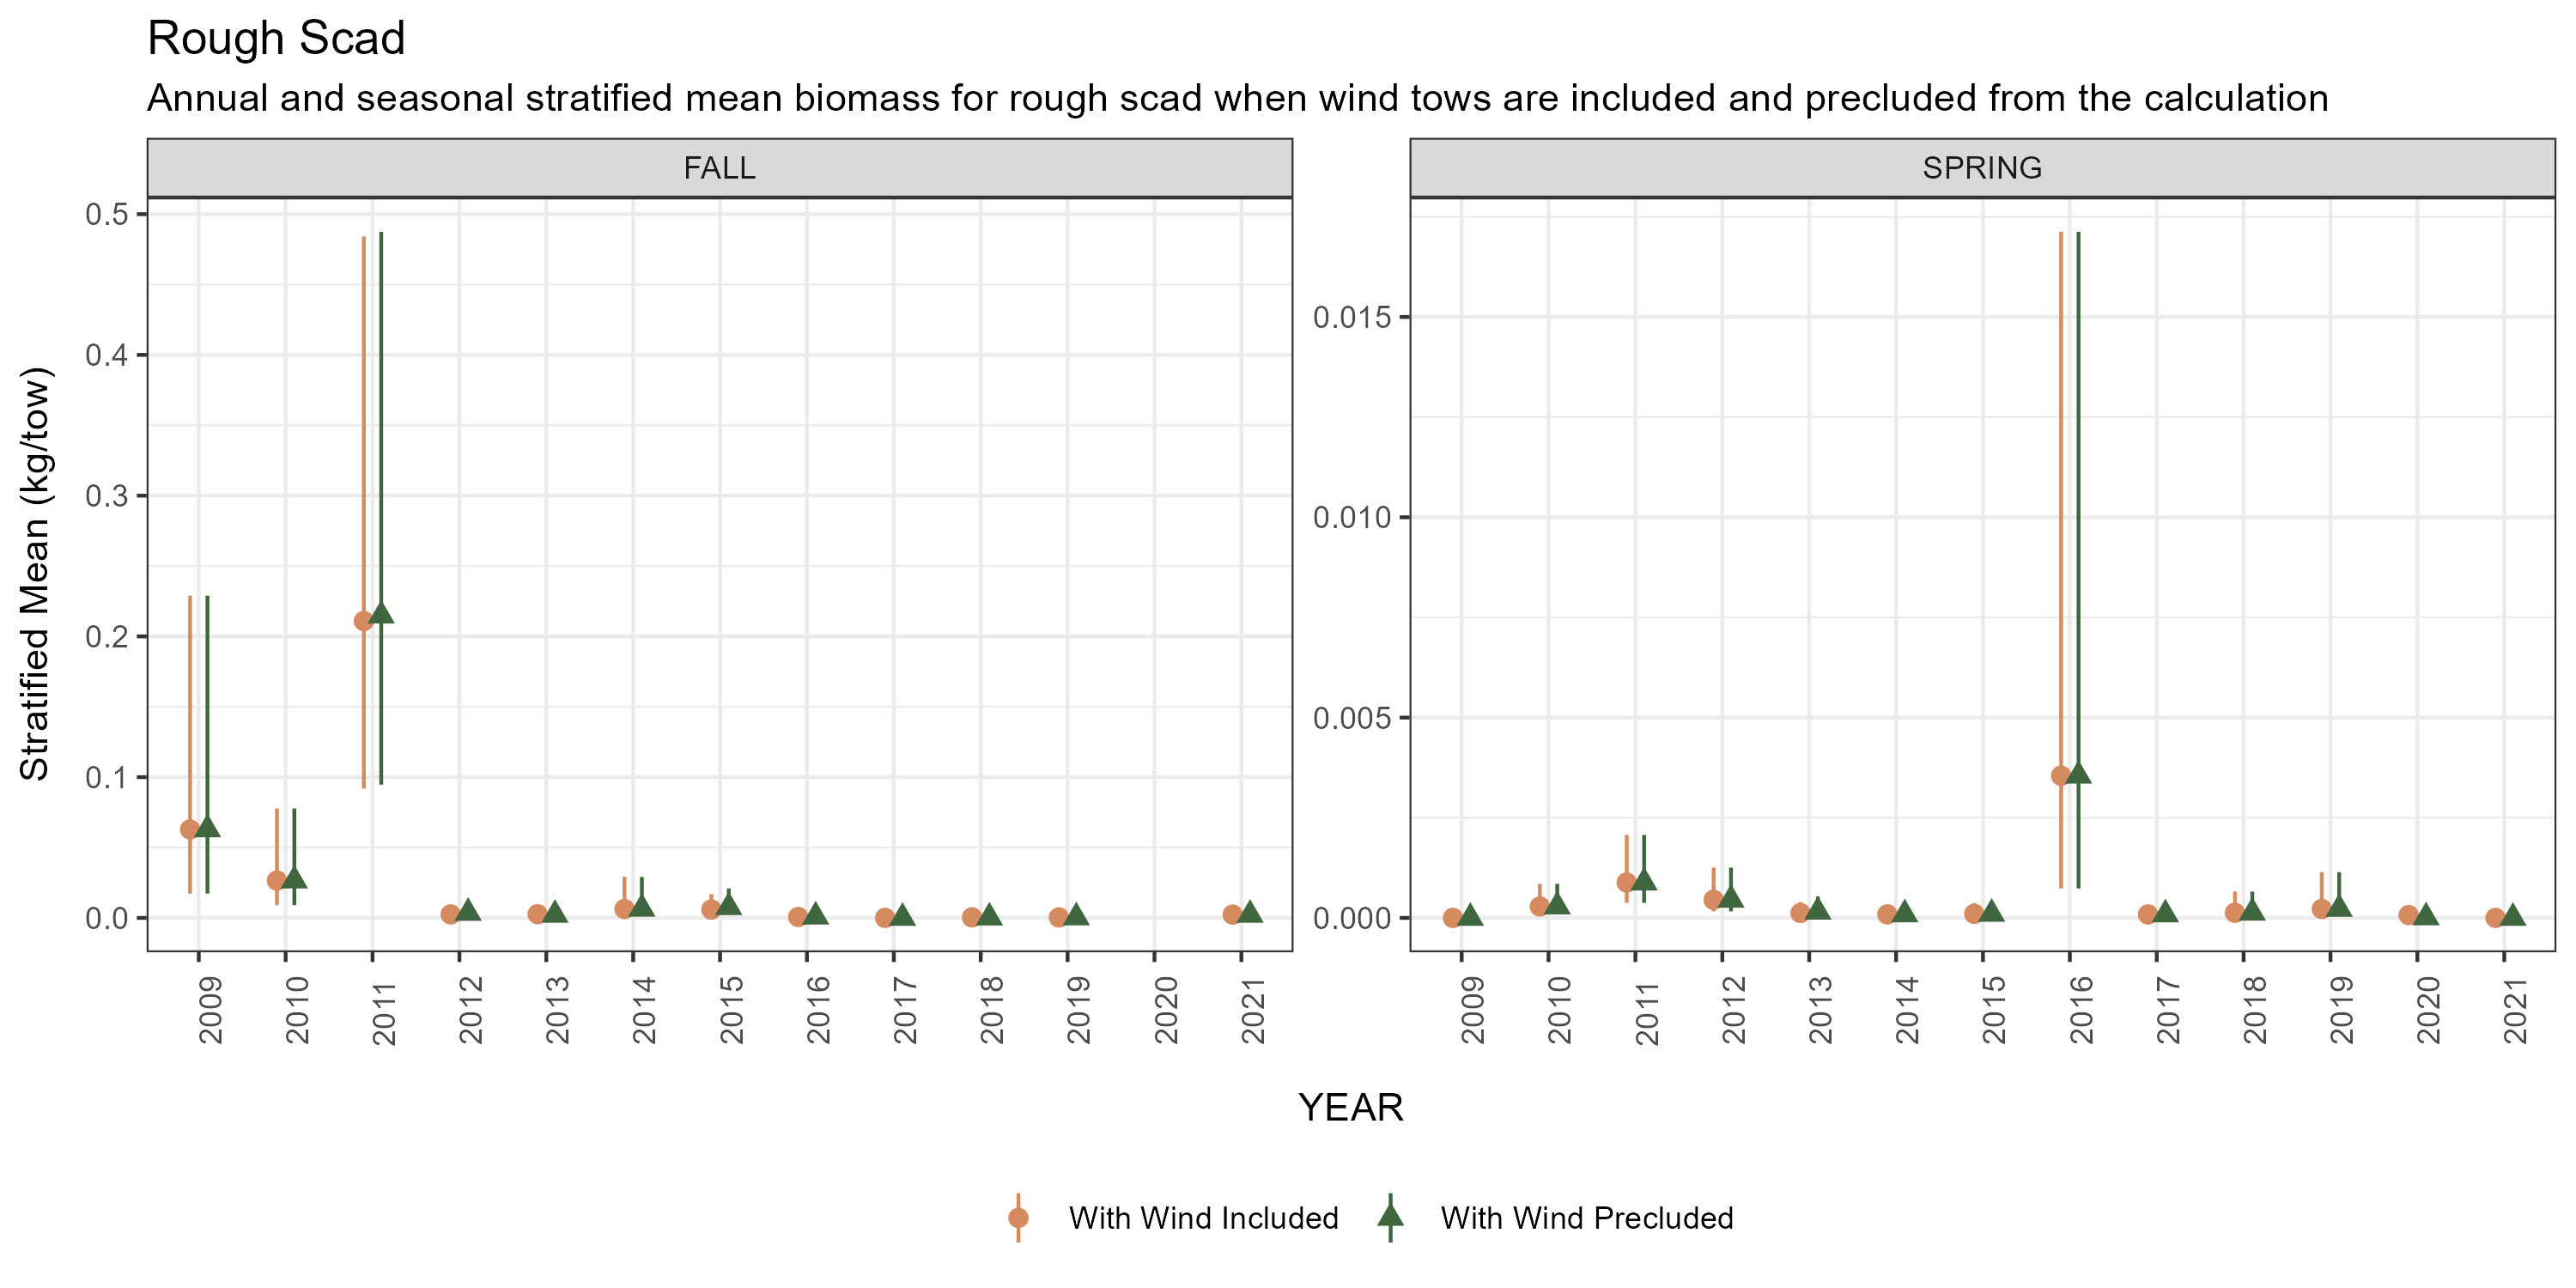 Rough Scad
Annual and seasonal stratified mean biomass for rough scad when wind tows are included and precluded from the calculation
FALL
SPRING
Stratified Mean (kg/tow)
0.5
0.4
0.3
0.2
0.1
0.0
0.015
0.010
0.005
0.000
2009 2010 2011 2012 2013 2014 2015 2016 2017 2018 2019 2020 2021
2009 2010 2011 2012 2013 2014 2015 2016 2017 2018 2019 2020 2021
YEAR
With Wind Included With Wind Precluded